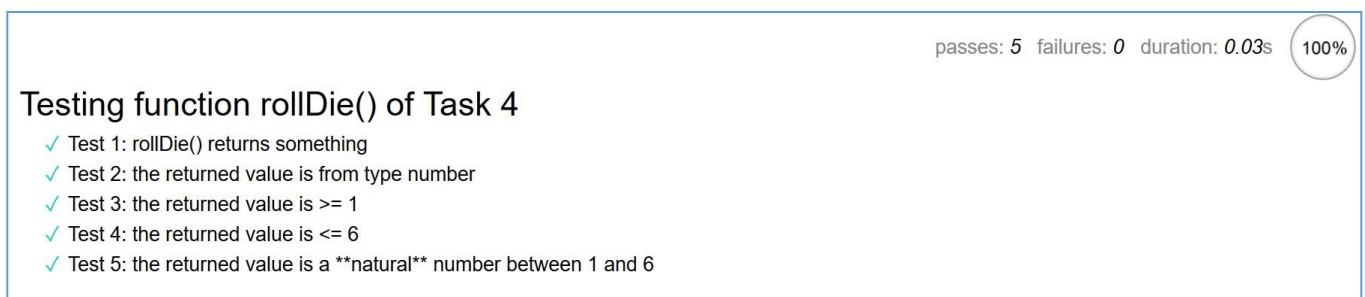 passes: 5 failures: 0 duration: 0.03s 100%
Testing function rollDie() of Task 4
✓ Test 1: rollDie() returns something
✓ Test 2: the returned value is from type number
✓ Test 3: the returned value is >= 1
✓ Test 4: the returned value is <= 6
✓ Test 5: the returned value is a **natural** number between 1 and 6